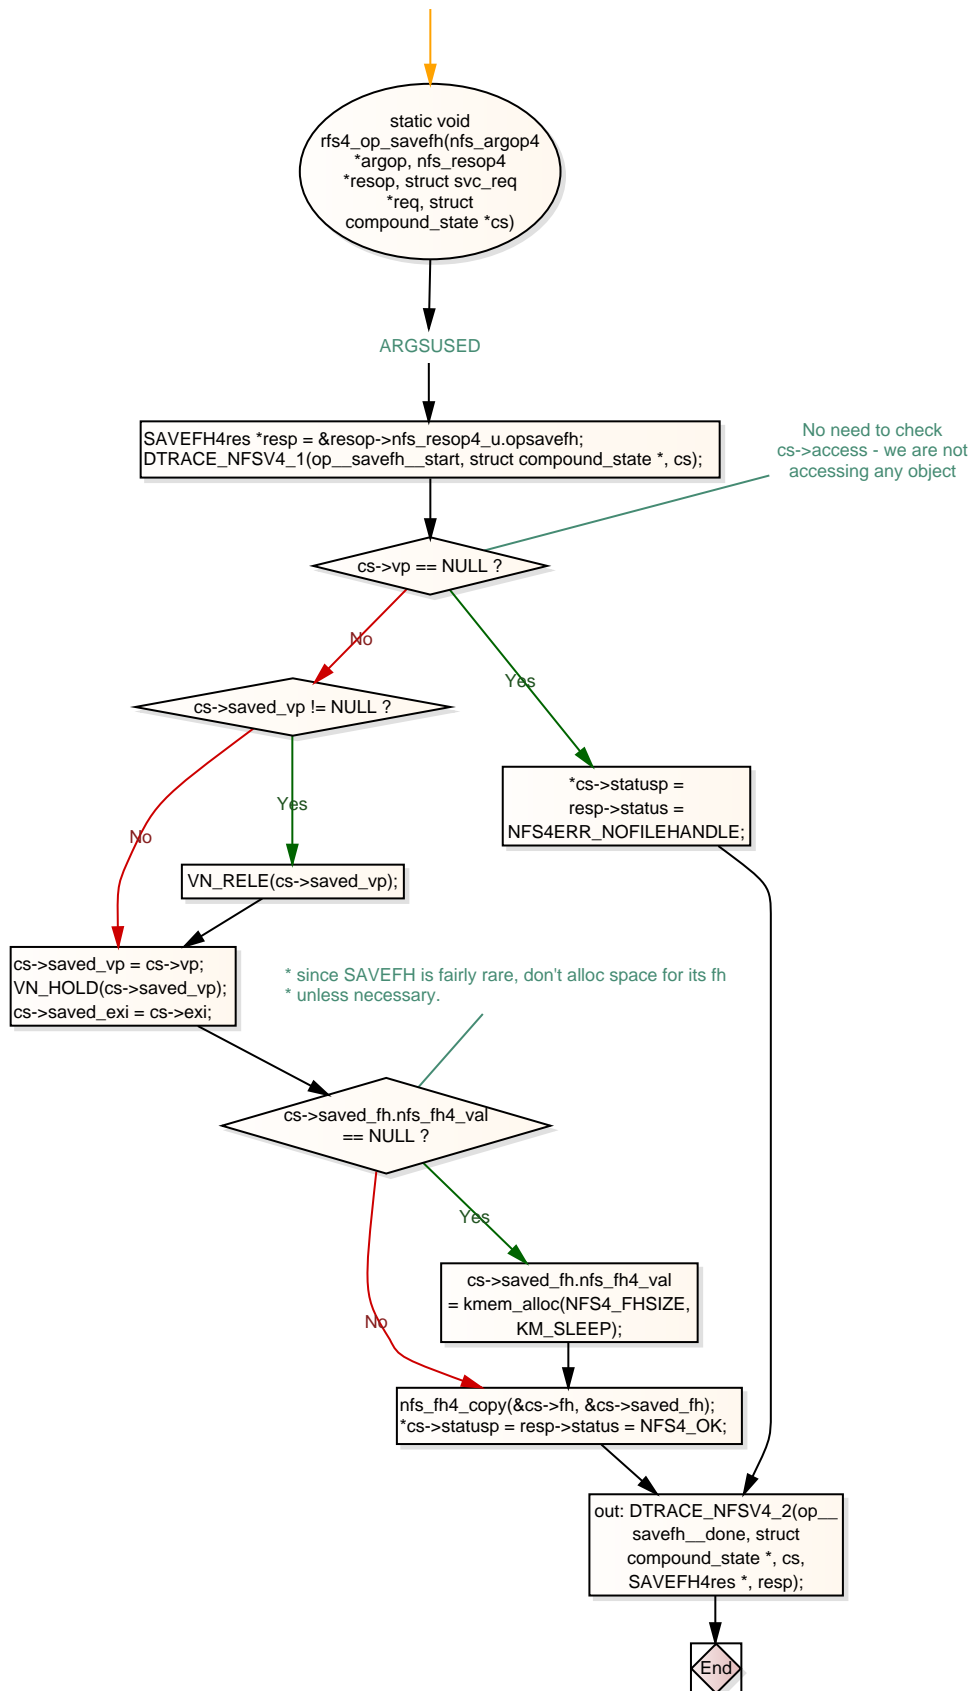 static void
rfs4_op_savefh(nfs_argop4
*argop, nfs_resop4
*resop, struct svc_req
*req, struct
compound_state *cs)
ARGSUSED
SAVEFH4res *resp = &resop->nfs_resop4_u.opsavefh;
DTRACE_NFSV4_1(op__savefh__start, struct compound_state *, cs);
No need to check
cs->access - we are not
accessing any object
cs->vp == NULL ?
No
Yes
cs->saved_vp != NULL ?
*cs->statusp =
resp->status =
NFS4ERR_NOFILEHANDLE;
Yes
No
VN_RELE(cs->saved_vp);
cs->saved_vp = cs->vp;
VN_HOLD(cs->saved_vp);
cs->saved_exi = cs->exi;
* since SAVEFH is fairly rare, don't alloc space for its fh
* unless necessary.
cs->saved_fh.nfs_fh4_val
== NULL ?
Yes
No
cs->saved_fh.nfs_fh4_val
= kmem_alloc(NFS4_FHSIZE,
KM_SLEEP);
nfs_fh4_copy(&cs->fh, &cs->saved_fh);
*cs->statusp = resp->status = NFS4_OK;
out: DTRACE_NFSV4_2(op__
savefh__done, struct
compound_state *, cs,
SAVEFH4res *, resp);
End